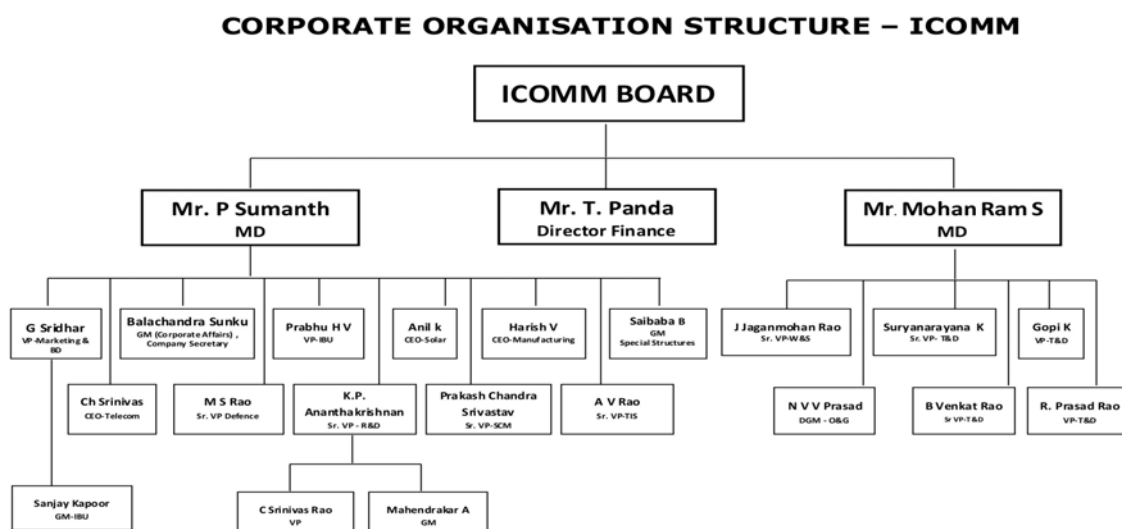 CORPORATE ORGANISATION STRUCTURE – ICOMM
ICOMM BOARD
Mr. P Sumanth
MD
Mr. T. Panda
Director Finance
Mr. Mohan Ram S
MD
G Sridhar
VP-Marketing &
BD
Balachandra Sunku
GM (Corporate Affairs) ,
Company Secretary
Prabhu H V
VP-IBU
Anil k
CEO-Solar
Harish V
CEO-Manufacturing
Saibaba B
GM
Special Structures
J Jaganmohan Rao
Sr. VP-W&S
Suryanarayana K
Sr. VP- T&D
Gopi K
VP-T&D
Ch Srinivas
CEO-Telecom
M S Rao
Sr. VP Defence
K.P.
Ananthakrishnan
Sr. VP - R&D
Prakash Chandra
Srivastav
Sr. VP-SCM
A V Rao
Sr. VP-TIS
N V V Prasad
DGM - O&G
B Venkat Rao
Sr VP-T&D
R. Prasad Rao
VP-T&D
Sanjay Kapoor
GM-IBU
C Srinivas Rao
VP
Mahendrakar A
GM